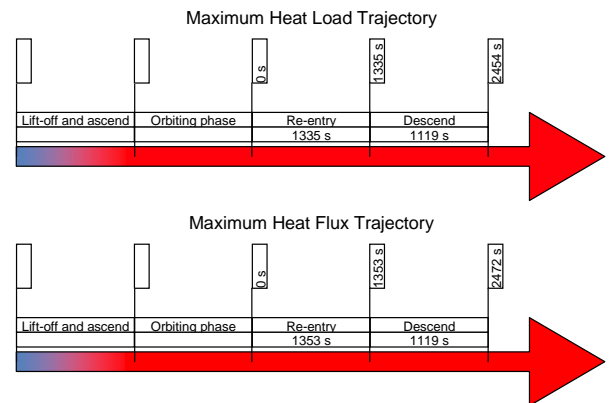 Maximum Heat Load Trajectory
0 s
1335 s
2454 s
Lift-off and ascend Orbiting phase Re-entry Descend
1335 s 1119 s
Maximum Heat Flux Trajectory
0 s
1353 s
2472 s
Lift-off and ascend Orbiting phase Re-entry Descend
1353 s 1119 s